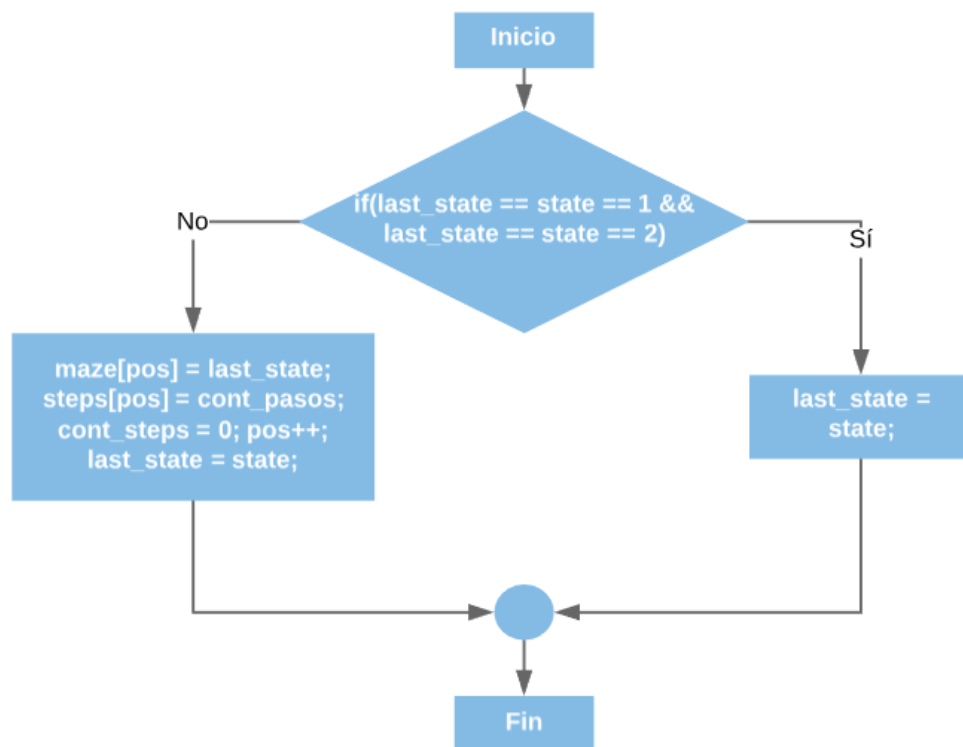 Inicio
if(last_state == state == 1 &&
last_state == state == 2)
No
Sí
maze[pos] = last_state;
steps[pos] = cont_pasos;
cont_steps = 0; pos++;
last_state = state;
last_state =
state;
Fin